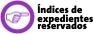 Índices de
expedientes
reservados